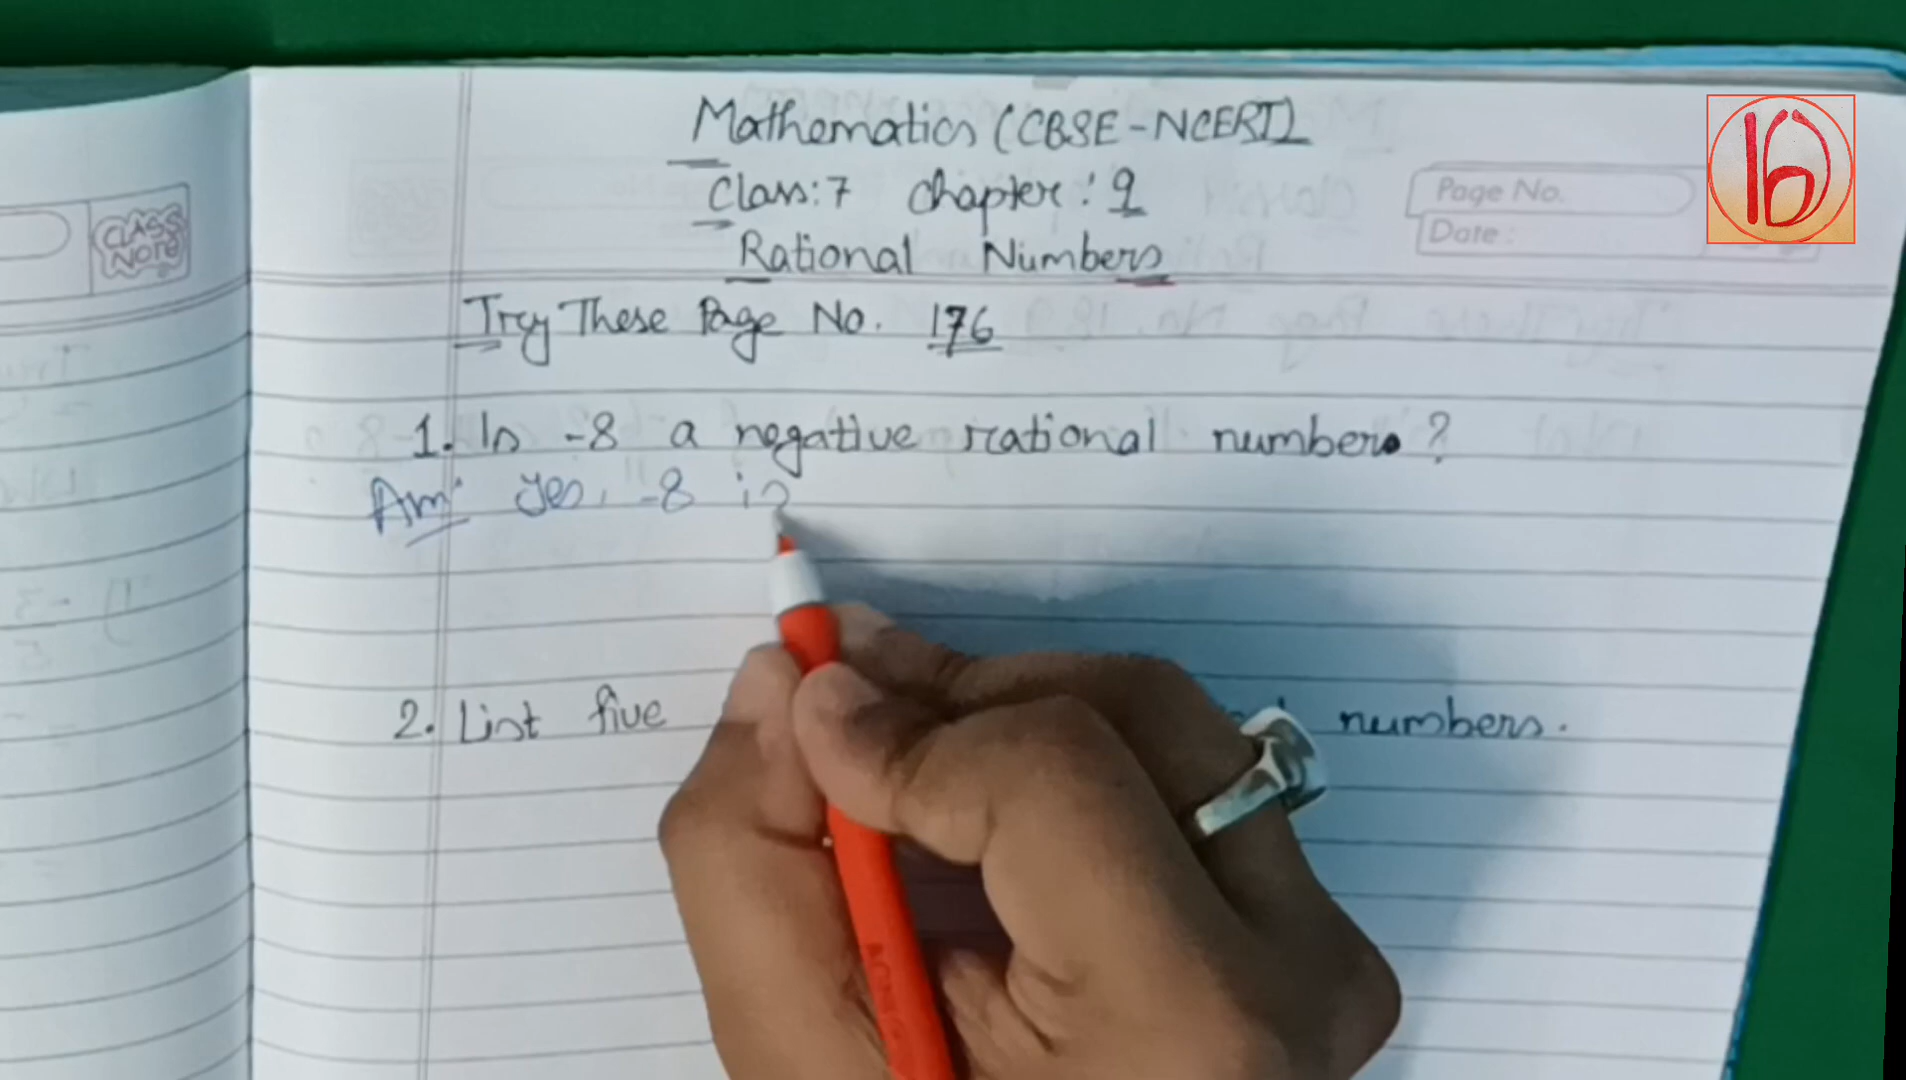 Mathematics (CBSE-NCERT)
Class: 7 chapter: 9
Rational Numbers
Page No.
Date:
CLASS NOTE
Try These Page No. 176
1. Is -8 a negative rational number?
Ans: Yes, -8 is
2. List five numbers.